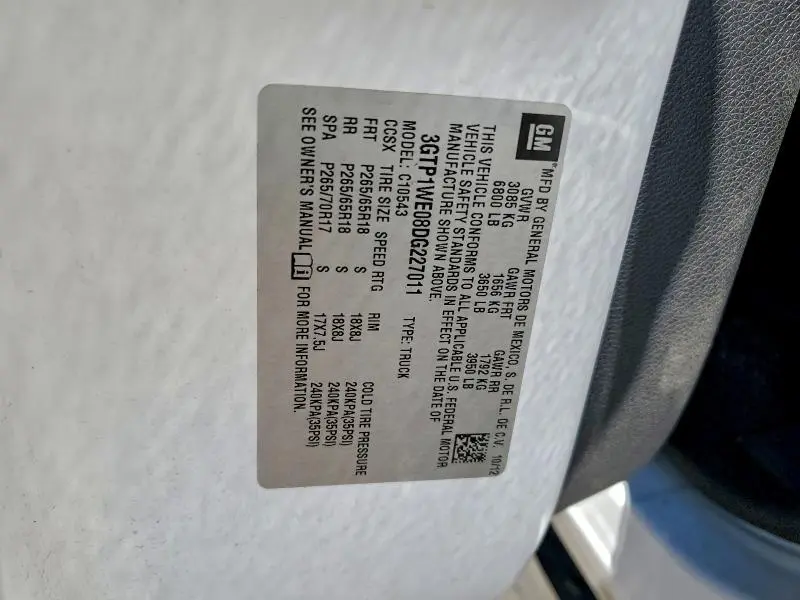 GM
MFD BY GENERAL MOTORS DE MEXICO, S. DE R.L. DE C.V. 10/12
GVWR GAWR FRT GAWR RR
3085 KG 1656 KG 1792 KG
6800 LB 3650 LB 3950 LB
THIS VEHICLE CONFORMS TO ALL APPLICABLE U.S. FEDERAL MOTOR
VEHICLE SAFETY STANDARDS IN EFFECT ON THE DATE OF
MANUFACTURE SHOWN ABOVE.
3GTP1WE08DG227011 TYPE: TRUCK
MODEL: C10543
CCSX TIRE SIZE SPEED RTG RIM COLD TIRE PRESSURE
FRT P265/65R18 S 18X8J 240KPA(35PSI)
RR P265/65R18 S 18X8J 240KPA(35PSI)
SPA P265/70R17 S 17X7.5J 240KPA(35PSI)
SEE OWNER'S MANUAL i FOR MORE INFORMATION.